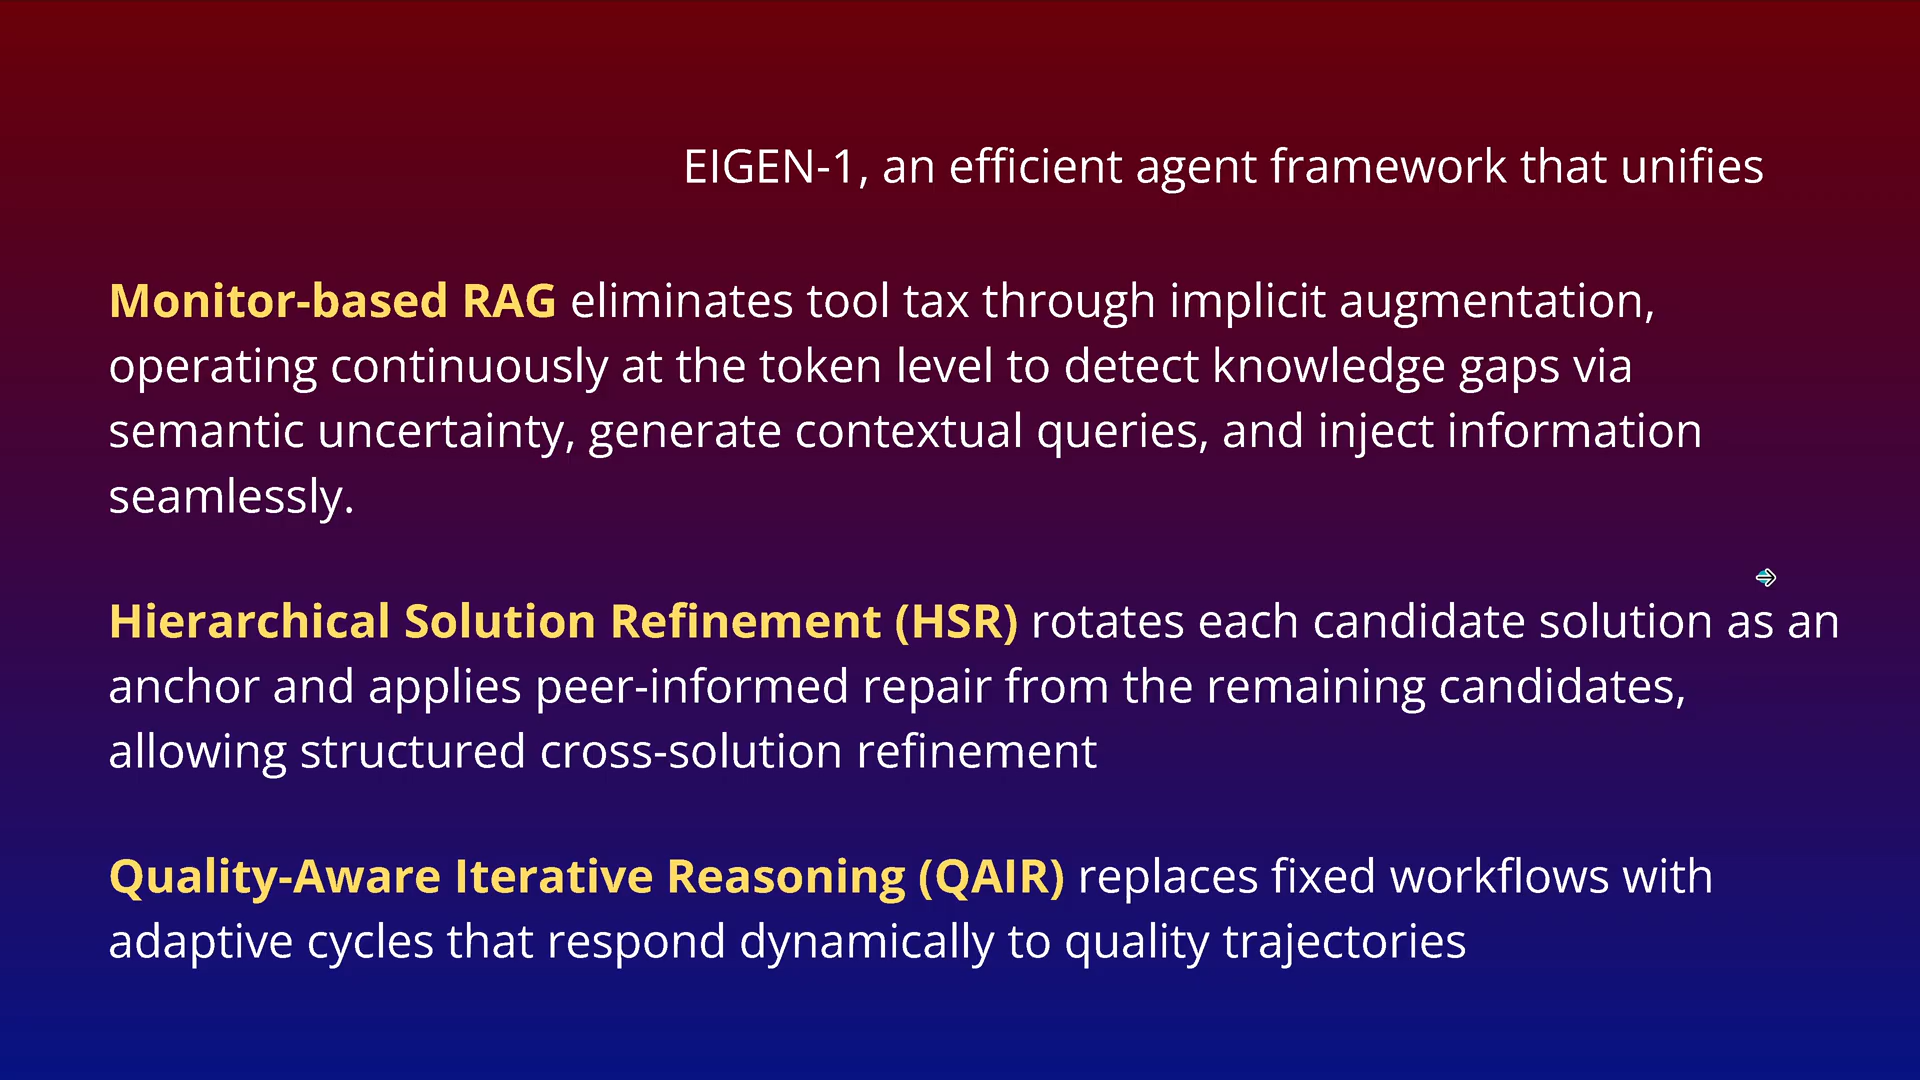 EIGEN-1, an efficient agent framework that unifies
Monitor-based RAG eliminates tool tax through implicit augmentation,
operating continuously at the token level to detect knowledge gaps via
semantic uncertainty, generate contextual queries, and inject information
seamlessly.
Hierarchical Solution Refinement (HSR) rotates each candidate solution as an
anchor and applies peer-informed repair from the remaining candidates,
allowing structured cross-solution refinement
Quality-Aware Iterative Reasoning (QAIR) replaces fixed workflows with
adaptive cycles that respond dynamically to quality trajectories